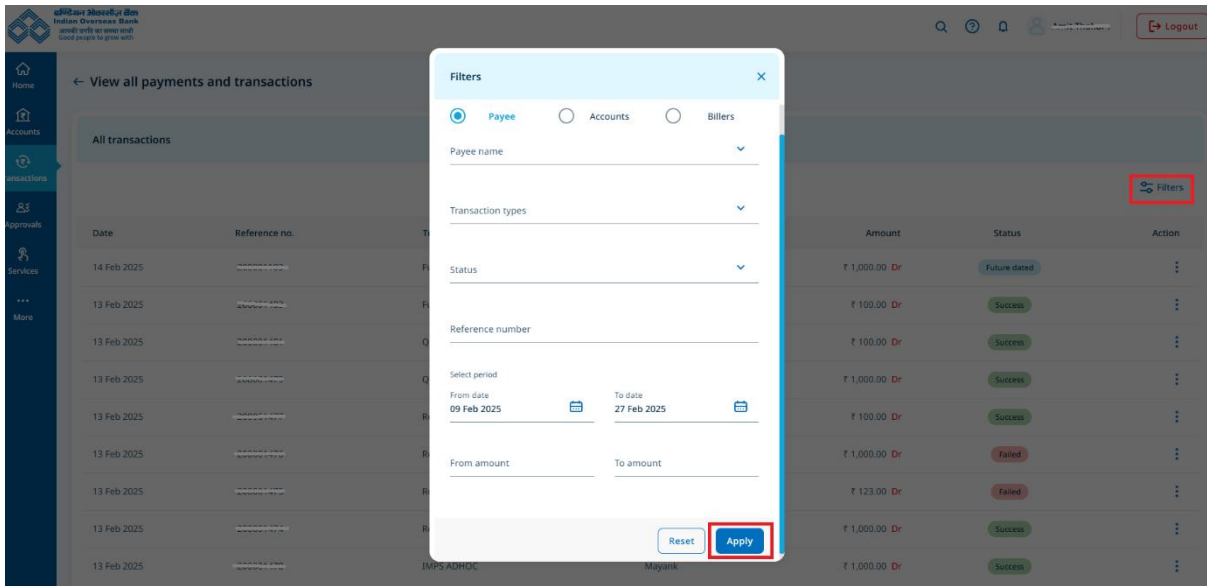 इण्डियन ओवरसीज़ बैंक
Indian Overseas Bank
आपकी प्रगति का सच्चा साथी
Good people to grow with
Logout
Home
Accounts
ansactions
Approvals
Services
More
← View all payments and transactions
All transactions
Filters
Date Reference no. Amount Status Action
14 Feb 2025 ₹ 1,000.00 Dr Future dated
13 Feb 2025 ₹ 100.00 Dr Success
13 Feb 2025 ₹ 100.00 Dr Success
13 Feb 2025 ₹ 1,000.00 Dr Success
13 Feb 2025 ₹ 100.00 Dr Success
13 Feb 2025 ₹ 1,000.00 Dr Failed
13 Feb 2025 ₹ 123.00 Dr Failed
13 Feb 2025 ₹ 1,000.00 Dr Success
13 Feb 2025 IMPS ADHOC Mayank ₹ 1,000.00 Dr Success
Filters
Payee Accounts Billers
Payee name
Transaction types
Status
Reference number
Select period
From date To date
09 Feb 2025 27 Feb 2025
From amount To amount
Reset Apply